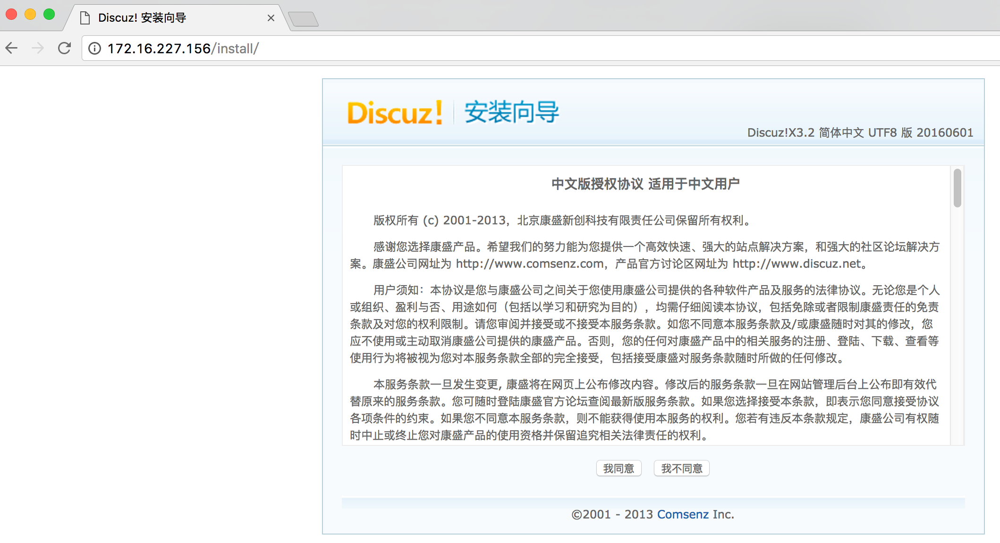 Discuz! 安装向导
172.16.227.156/install/
Discuz! 安装向导
Discuz!X3.2 简体中文 UTF8 版 20160601
中文版授权协议 适用于中文用户
版权所有 (c) 2001-2013，北京康盛新创科技有限责任公司保留所有权利。
感谢您选择康盛产品。希望我们的努力能为您提供一个高效快速、强大的站点解决方案，和强大的社区论坛解决方
案。康盛公司网址为 http://www.comsenz.com，产品官方讨论区网址为 http://www.discuz.net。
用户须知：本协议是您与康盛公司之间关于您使用康盛公司提供的各种软件产品及服务的法律协议。无论您是个人
或组织、盈利与否、用途如何（包括以学习和研究为目的），均需仔细阅读本协议，包括免除或者限制康盛责任的免责
条款及对您的权利限制。请您审阅并接受或不接受本服务条款。如您不同意本服务条款及/或康盛随时对其的修改，您
应不使用或主动取消康盛公司提供的康盛产品。否则，您的任何对康盛产品中的相关服务的注册、登陆、下载、查看等
使用行为将被视为您对本服务条款全部的完全接受，包括接受康盛对服务条款随时所做的任何修改。
本服务条款一旦发生变更, 康盛将在网页上公布修改内容。修改后的服务条款一旦在网站管理后台上公布即有效代
替原来的服务条款。您可随时登陆康盛官方论坛查阅最新版服务条款。如果您选择接受本条款，即表示您同意接受协议
各项条件的约束。如果您不同意本服务条款，则不能获得使用本服务的权利。您若有违反本条款规定，康盛公司有权随
时中止或终止您对康盛产品的使用资格并保留追究相关法律责任的权利。
我同意 我不同意
©2001 - 2013 Comsenz Inc.